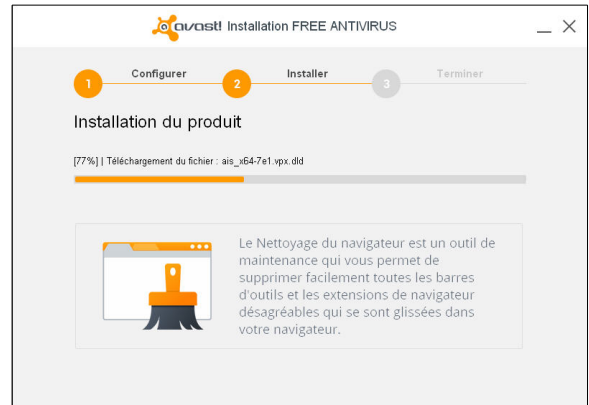 avast! Installation FREE ANTIVIRUS
1 Configurer 2 Installer 3 Terminer
Installation du produit
[77%] | Téléchargement du fichier : ais_x64-7e1.vpx.dld
Le Nettoyage du navigateur est un outil de
maintenance qui vous permet de
supprimer facilement toutes les barres
d'outils et les extensions de navigateur
désagréables qui se sont glissées dans
votre navigateur.